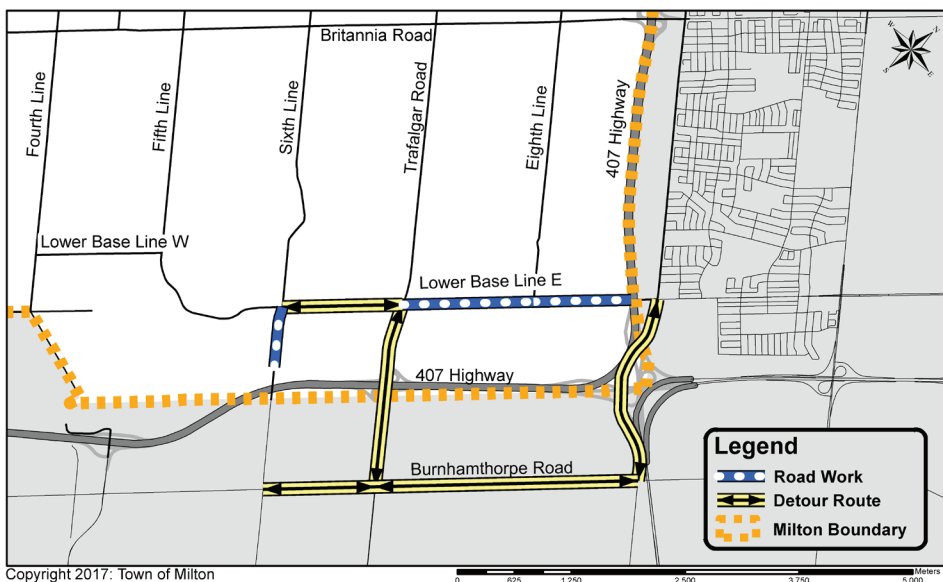 Britannia Road
Fourth Line
Fifth Line
Sixth Line
Trafalgar Road
Eighth Line
407 Highway
W
N
S
E
Lower Base Line W
Lower Base Line E
407 Highway
Burnhamthorpe Road
Legend
Road Work
Detour Route
Milton Boundary
Copyright 2017: Town of Milton
Meters
0 625 1,250 2,500 3,750 5,000